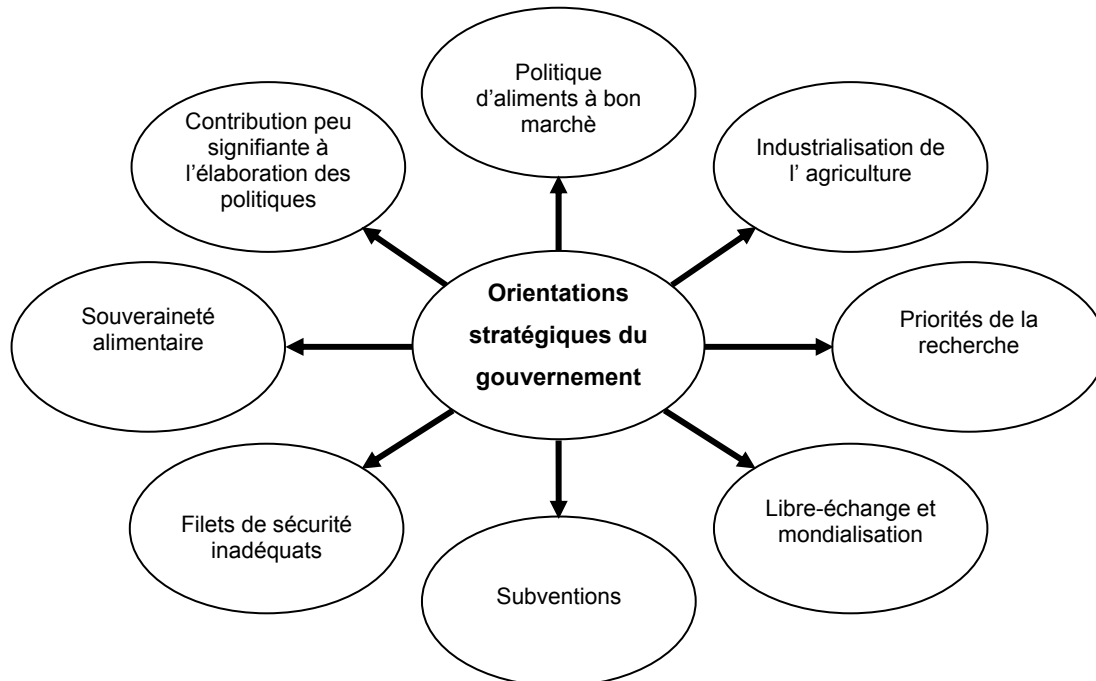 Politique
d'aliments à bon
marchè
Contribution peu
signifiante à
l'élaboration des
politiques
Industrialisation de
l' agriculture
Souveraineté
alimentaire
Orientations
stratégiques du
gouvernement
Priorités de la
recherche
Filets de sécurité
inadéquats
Subventions
Libre-échange et
mondialisation